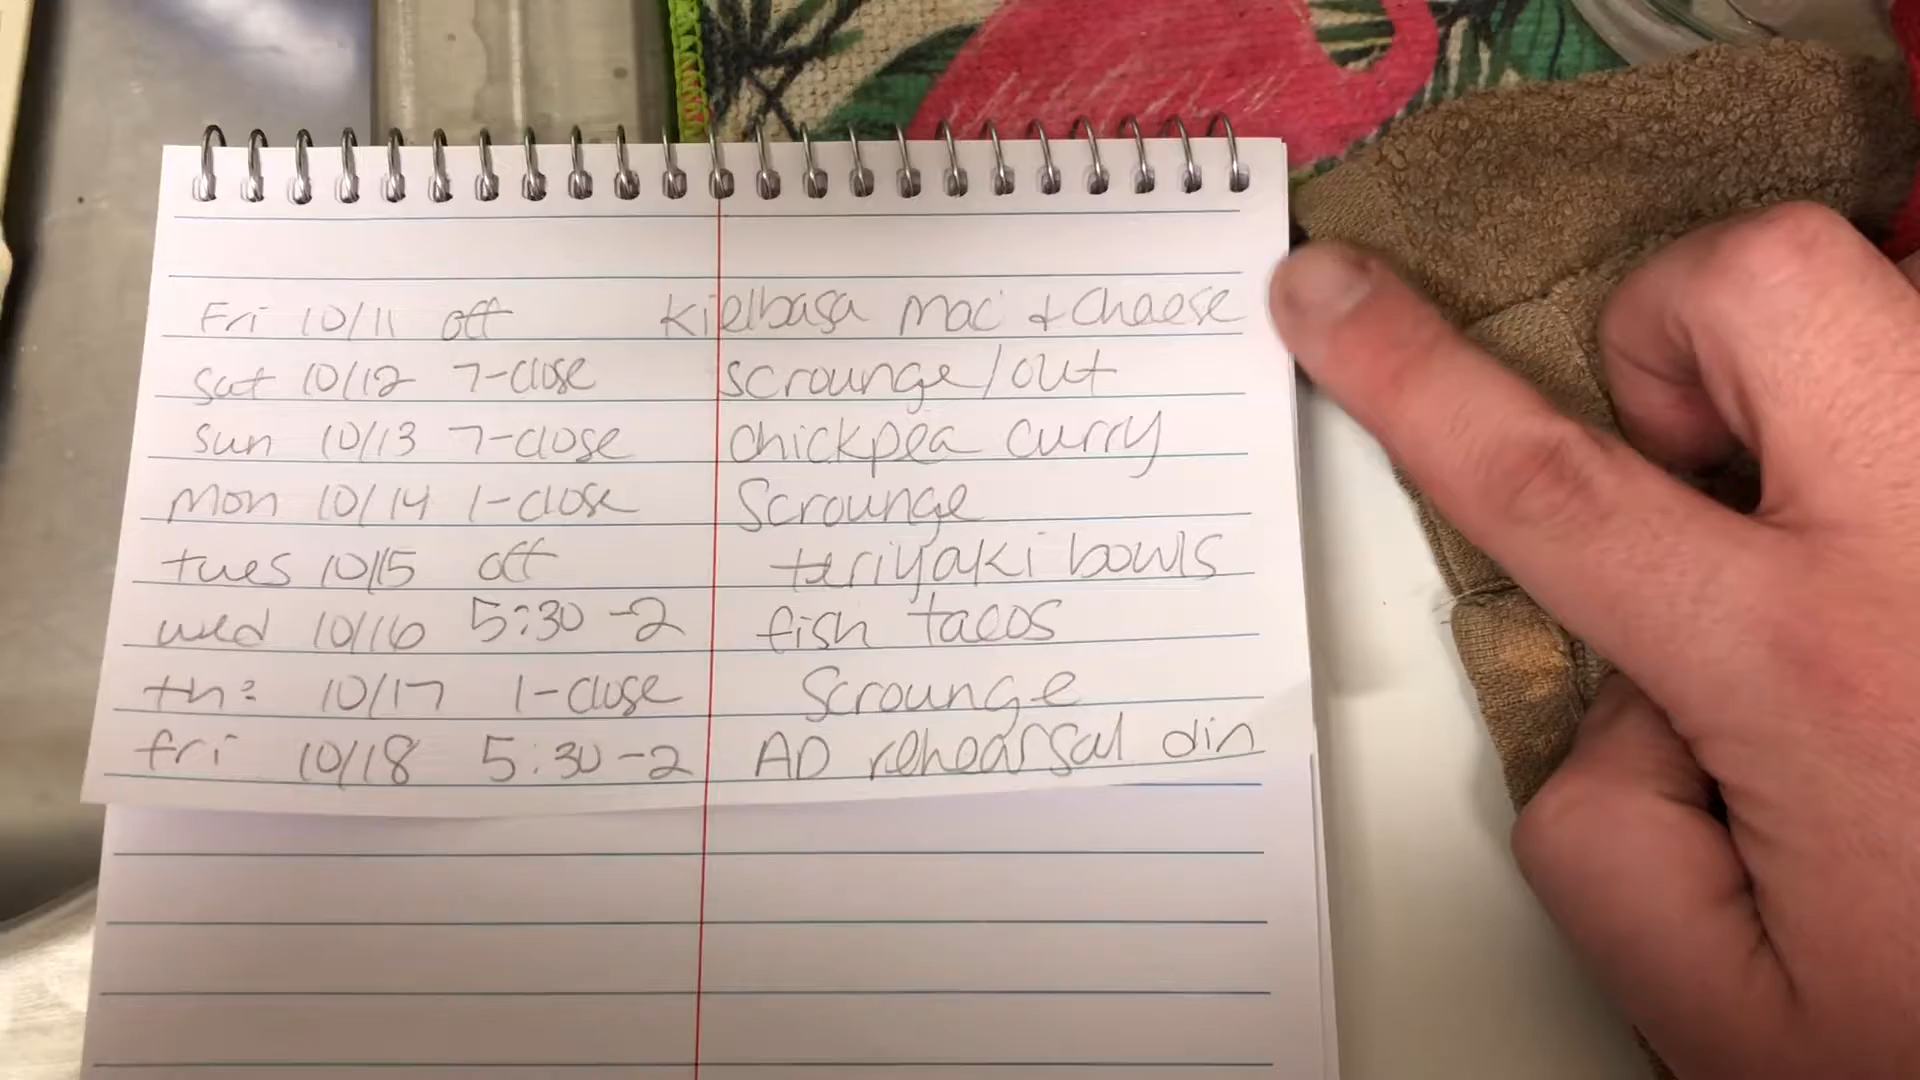 Fri 10/11 off Kielbasa mac & cheese
Sat 10/12 7-close scrounge/out
Sun 10/13 7-close chickpea curry
Mon 10/14 1-close Scrounge
tues 10/15 off teriyaki bowls
wed 10/16 5:30-2 fish tacos
th: 10/17 1-close Scrounge
fri 10/18 5:30-2 AD rehearsal din